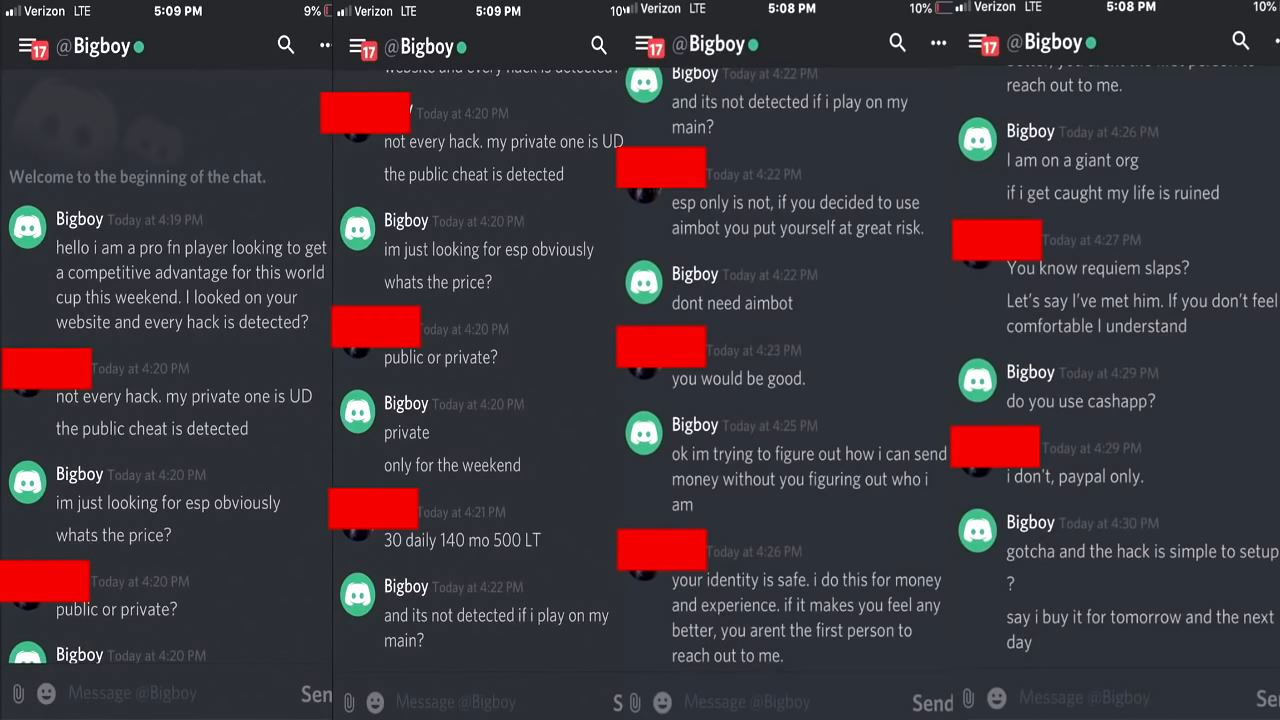 Verizon LTE 5:09 PM 9%
17 @Bigboy
Welcome to the beginning of the chat.
Bigboy Today at 4:19 PM
hello i am a pro fn player looking to get
a competitive advantage for this world
cup this weekend. I looked on your
website and every hack is detected?
Today at 4:20 PM
not every hack. my private one is UD
the public cheat is detected
Bigboy Today at 4:20 PM
im just looking for esp obviously
whats the price?
Today at 4:20 PM
public or private?
Bigboy Today at 4:20 PM
Message @Bigboy Sen
Verizon LTE 5:09 PM 10%
17 @Bigboy
website and every hack is detected?
Today at 4:20 PM
not every hack. my private one is UD
the public cheat is detected
Bigboy Today at 4:20 PM
im just looking for esp obviously
whats the price?
Today at 4:20 PM
public or private?
Bigboy Today at 4:20 PM
private
only for the weekend
Today at 4:21 PM
30 daily 140 mo 500 LT
Bigboy Today at 4:22 PM
and its not detected if i play on my
main?
Message @Bigboy S
Verizon LTE 5:08 PM 10%
17 @Bigboy
Bigboy Today at 4:22 PM
and its not detected if i play on my
main?
Today at 4:22 PM
esp only is not, if you decided to use
aimbot you put yourself at great risk.
Bigboy Today at 4:22 PM
dont need aimbot
Today at 4:23 PM
you would be good.
Bigboy Today at 4:25 PM
ok im trying to figure out how i can send
money without you figuring out who i
am
Today at 4:26 PM
your identity is safe. i do this for money
and experience. if it makes you feel any
better, you arent the first person to
reach out to me.
Message @Bigboy Send
Verizon LTE 5:08 PM 10%
17 @Bigboy
better, you arent the first person to
reach out to me.
Bigboy Today at 4:26 PM
I am on a giant org
if i get caught my life is ruined
Today at 4:27 PM
You know requiem slaps?
Let's say I've met him. If you don't feel
comfortable I understand
Bigboy Today at 4:29 PM
do you use cashapp?
Today at 4:29 PM
i don't, paypal only.
Bigboy Today at 4:30 PM
gotcha and the hack is simple to setup
?
say i buy it for tomorrow and the next
day
Message @Bigboy Se